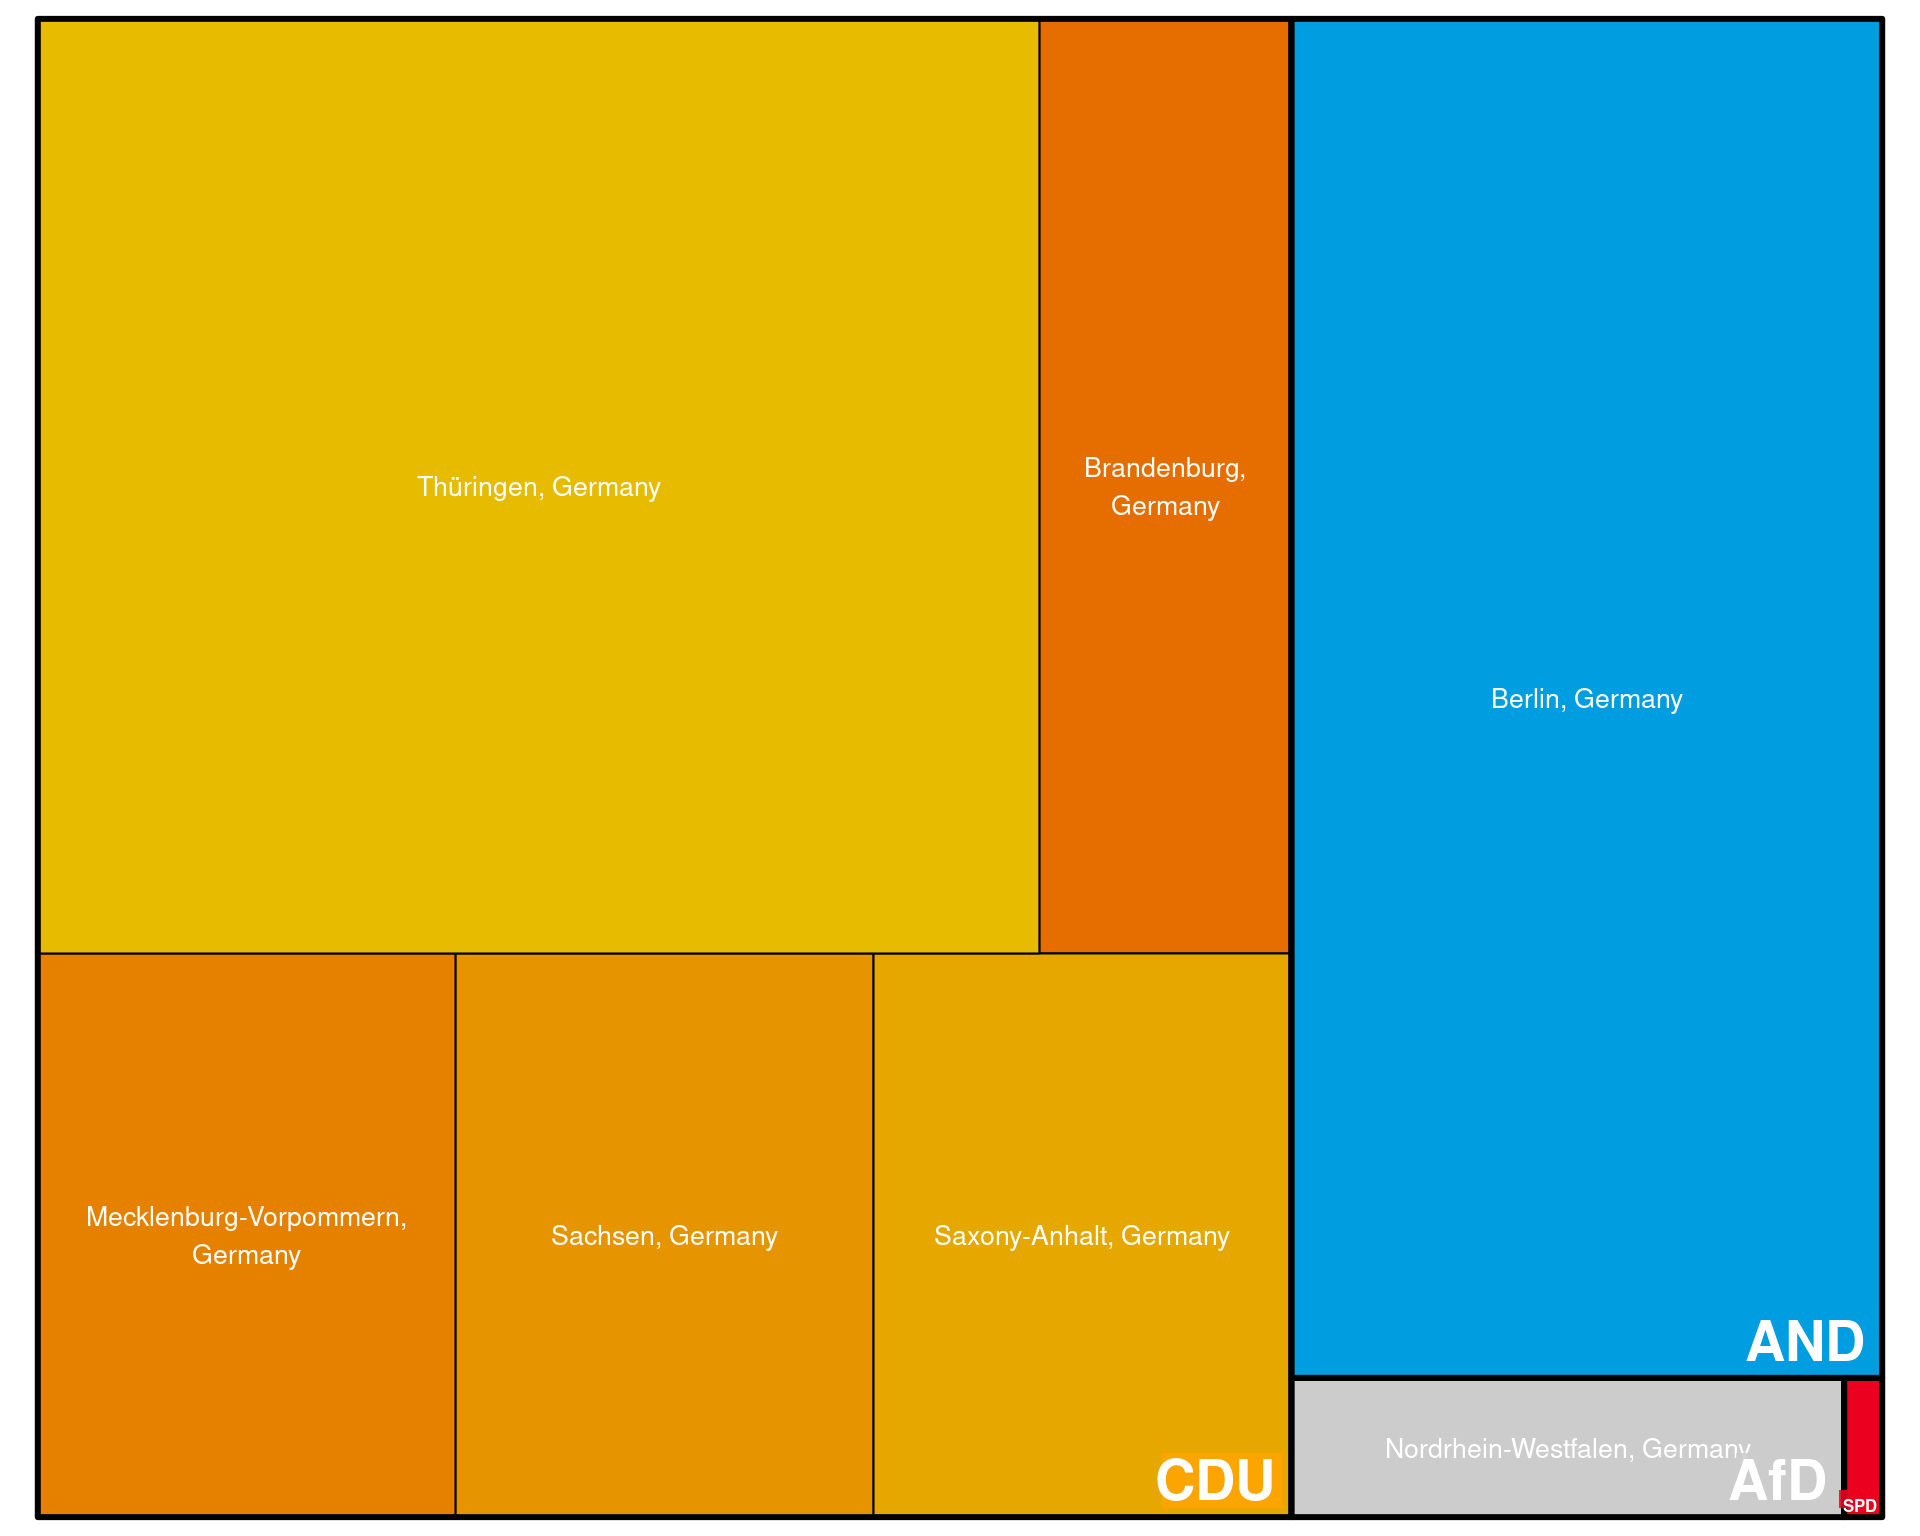 Thüringen, Germany
Brandenburg,
Germany
Berlin, Germany
Mecklenburg-Vorpommern,
Germany
Sachsen, Germany
Saxony-Anhalt, Germany
CDU
AND
Nordrhein-Westfalen, Germany
AfD
SPD